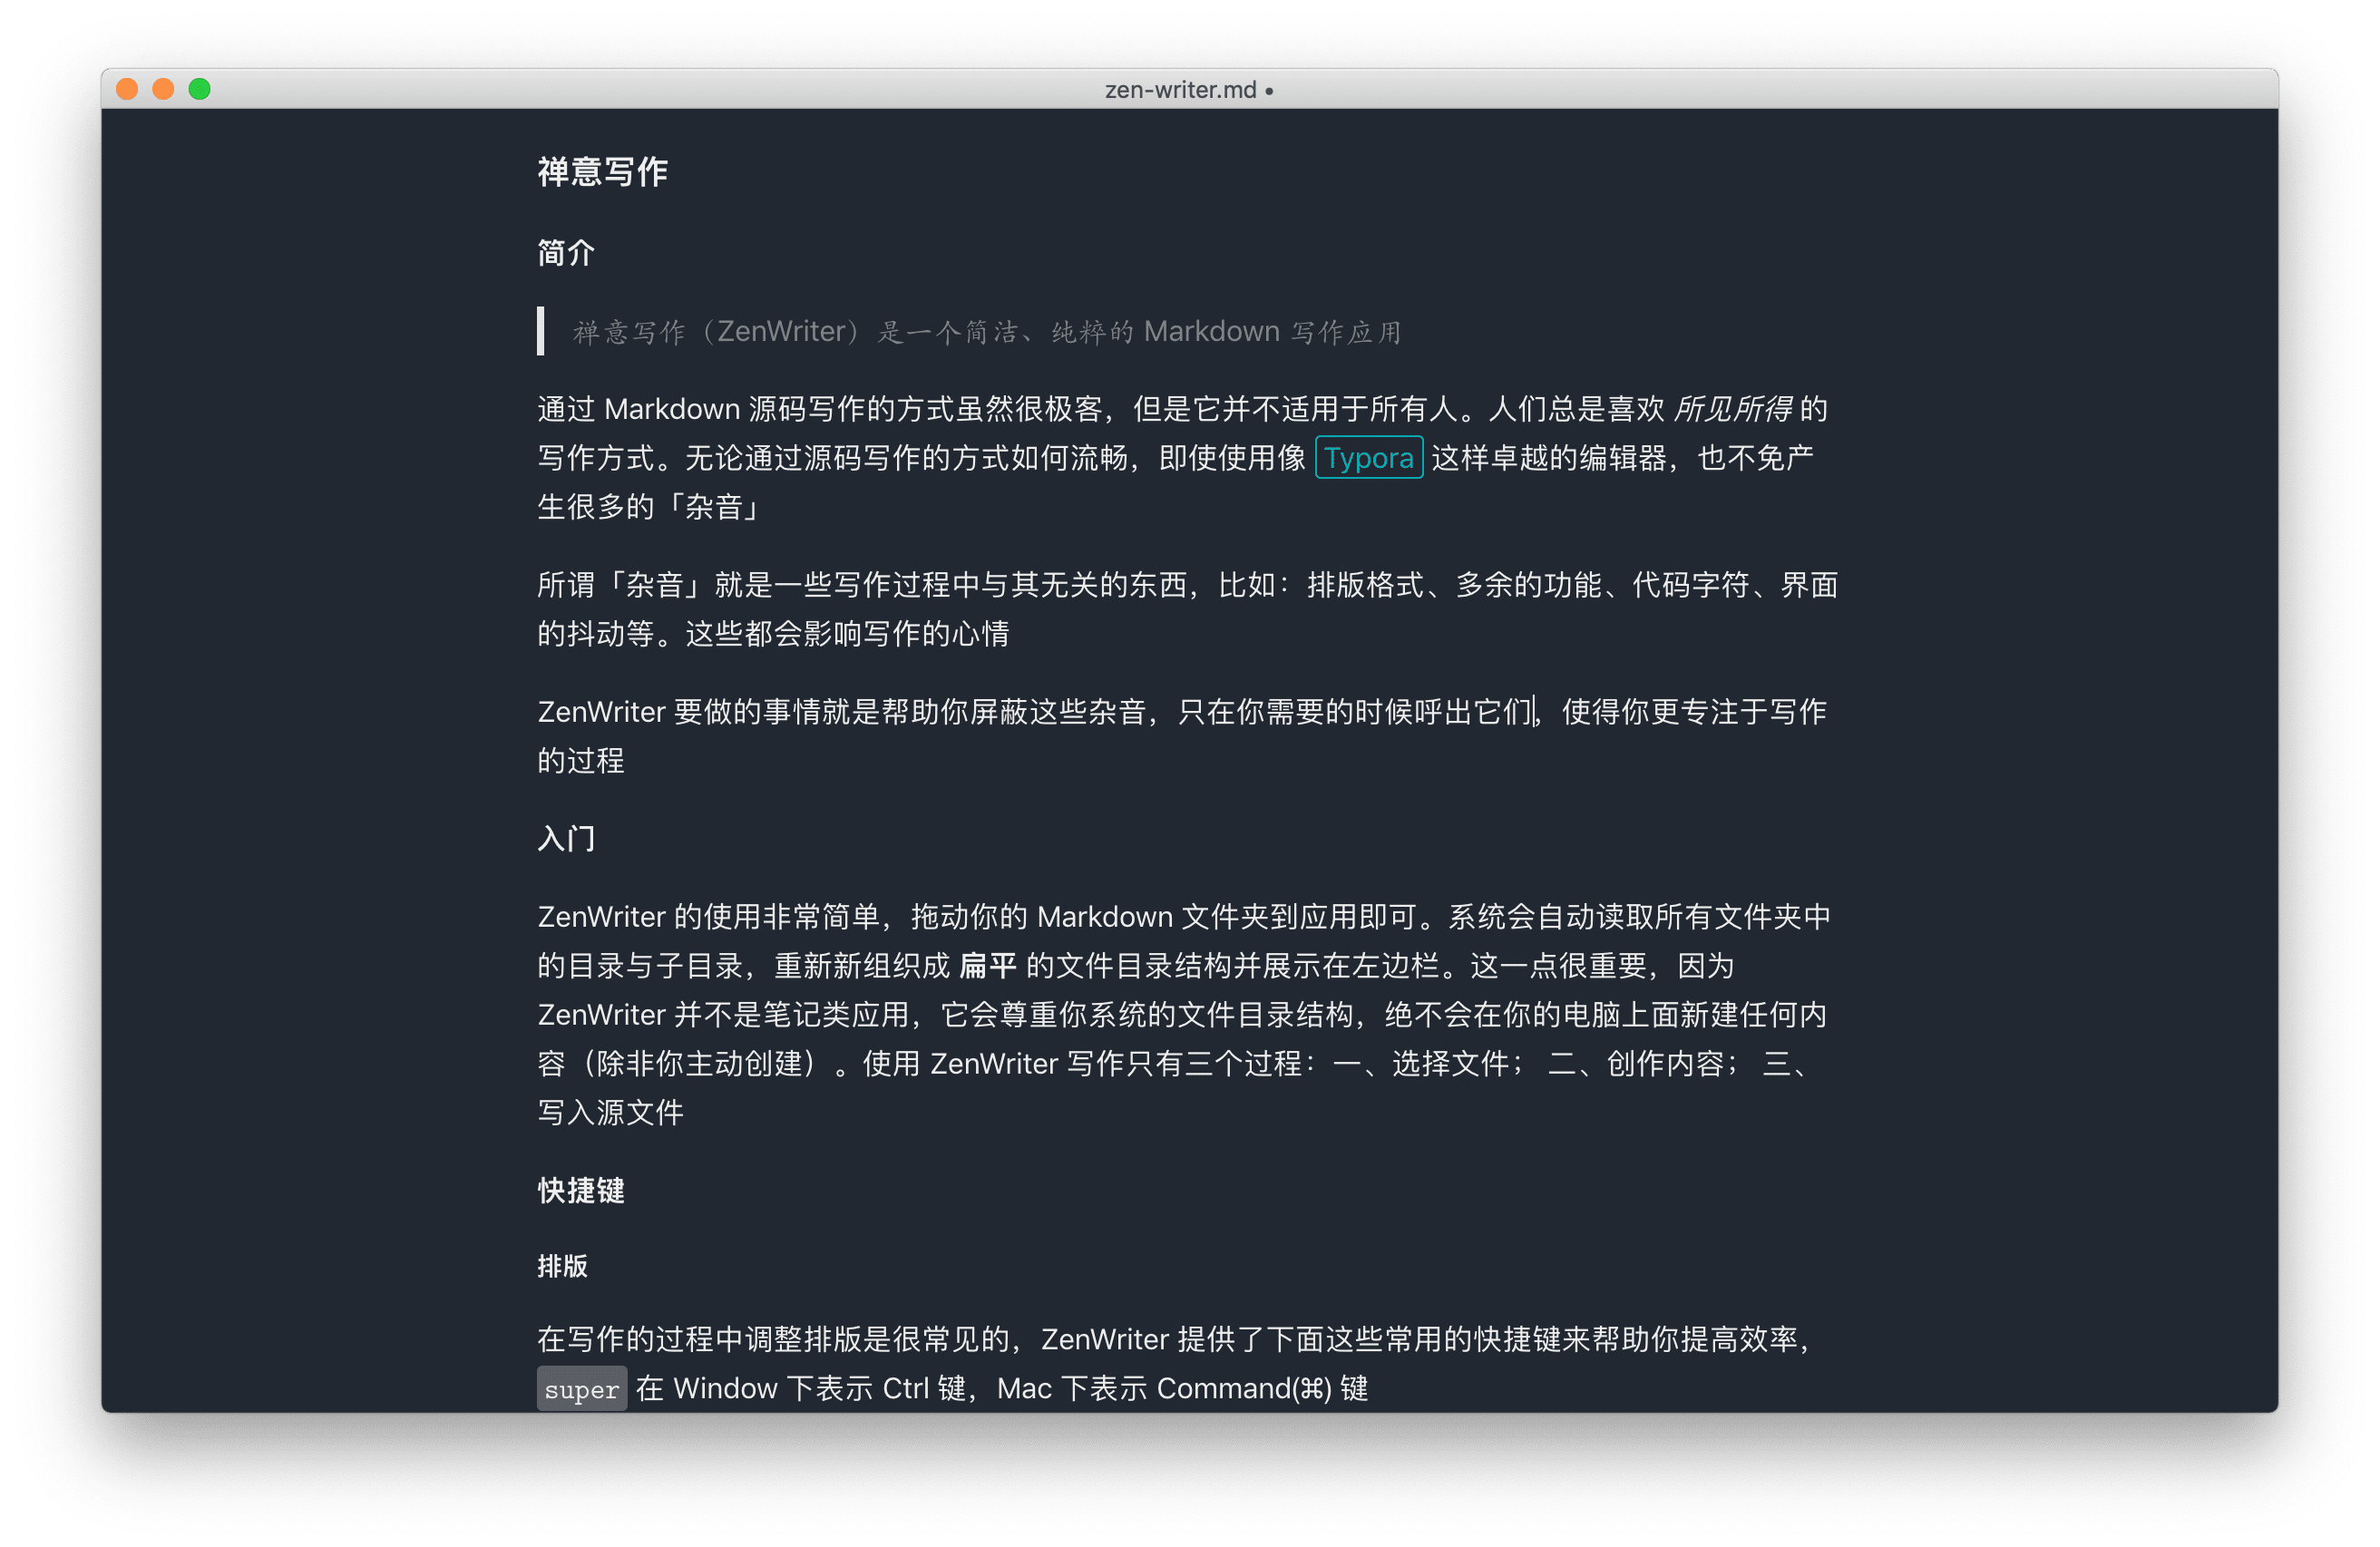 zen-writer.md •
禅意写作
简介
禅意写作（ZenWriter）是一个简洁、纯粹的 Markdown 写作应用
通过 Markdown 源码写作的方式虽然很极客，但是它并不适用于所有人。人们总是喜欢 所见所得 的
写作方式。无论通过源码写作的方式如何流畅，即使使用像 Typora 这样卓越的编辑器，也不免产
生很多的「杂音」
所谓「杂音」就是一些写作过程中与其无关的东西，比如：排版格式、多余的功能、代码字符、界面
的抖动等。这些都会影响写作的心情
ZenWriter 要做的事情就是帮助你屏蔽这些杂音，只在你需要的时候呼出它们，使得你更专注于写作
的过程
入门
ZenWriter 的使用非常简单，拖动你的 Markdown 文件夹到应用即可。系统会自动读取所有文件夹中
的目录与子目录，重新新组织成 扁平 的文件目录结构并展示在左边栏。这一点很重要，因为
ZenWriter 并不是笔记类应用，它会尊重你系统的文件目录结构，绝不会在你的电脑上面新建任何内
容（除非你主动创建）。使用 ZenWriter 写作只有三个过程：一、选择文件； 二、创作内容； 三、
写入源文件
快捷键
排版
在写作的过程中调整排版是很常见的，ZenWriter 提供了下面这些常用的快捷键来帮助你提高效率，
super 在 Window 下表示 Ctrl 键，Mac 下表示 Command(⌘) 键